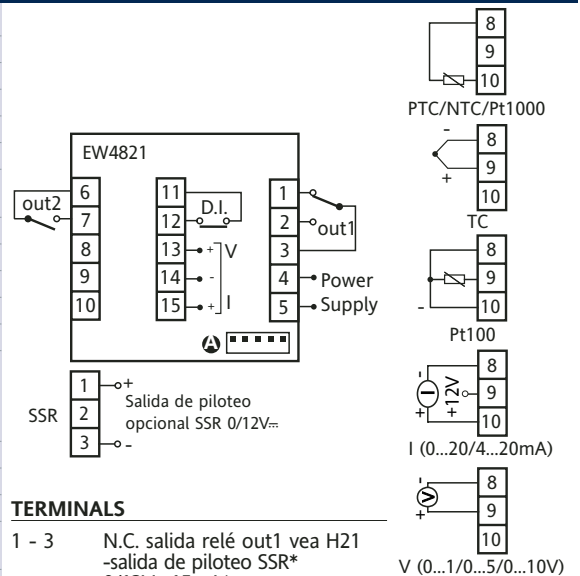 EW4821
out2
6
7
8
9
10
11
12
13
14
15
D.I.
+ V
-
+ I
1
2
3
4
5
out1
Power
Supply
A
SSR
1
2
3
+
-
Salida de piloteo
opcional SSR 0/12V⎓
8
9
10
PTC/NTC/Pt1000
-
+
8
9
10
TC
-
8
9
10
Pt100
-
+
I
+12V
8
9
10
I (0...20/4...20mA)
-
+
V
8
9
10
V (0...1/0...5/0...10V)
TERMINALS
1 - 3 N.C. salida relé out1 vea H21
-salida de piloteo SSR*